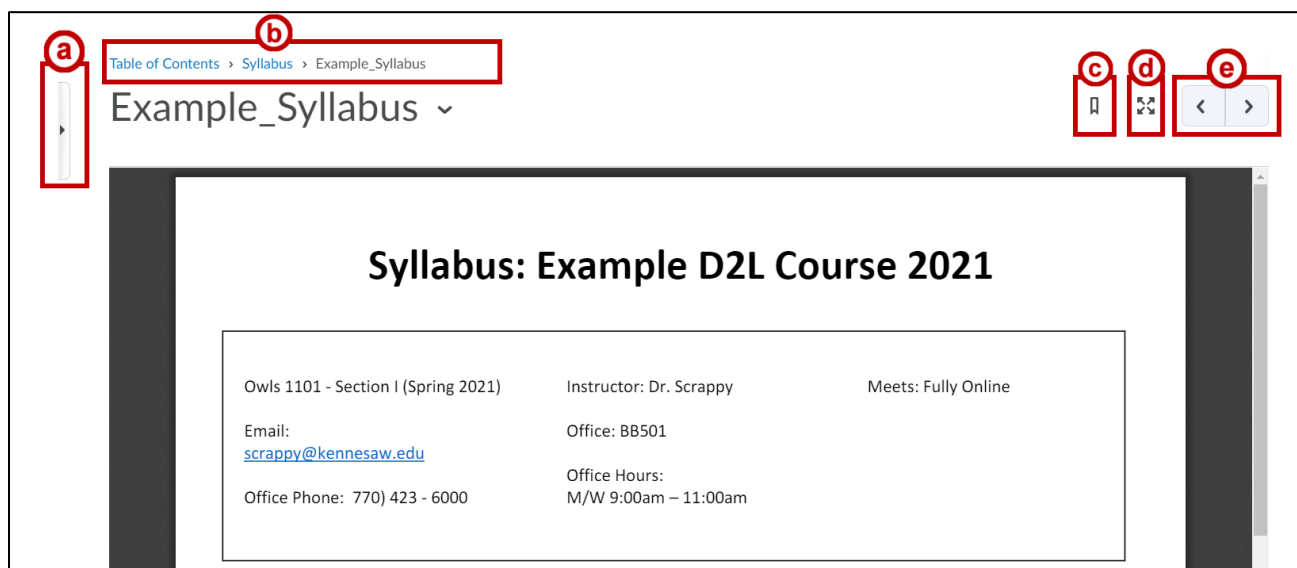 a
b
c
d
e
Table of Contents › Syllabus › Example_Syllabus
Example_Syllabus
Syllabus: Example D2L Course 2021
Owls 1101 - Section I (Spring 2021)
Instructor: Dr. Scrappy
Meets: Fully Online
Email:
scrappy@kennesaw.edu
Office: BB501
Office Hours:
M/W 9:00am – 11:00am
Office Phone:  770) 423 - 6000